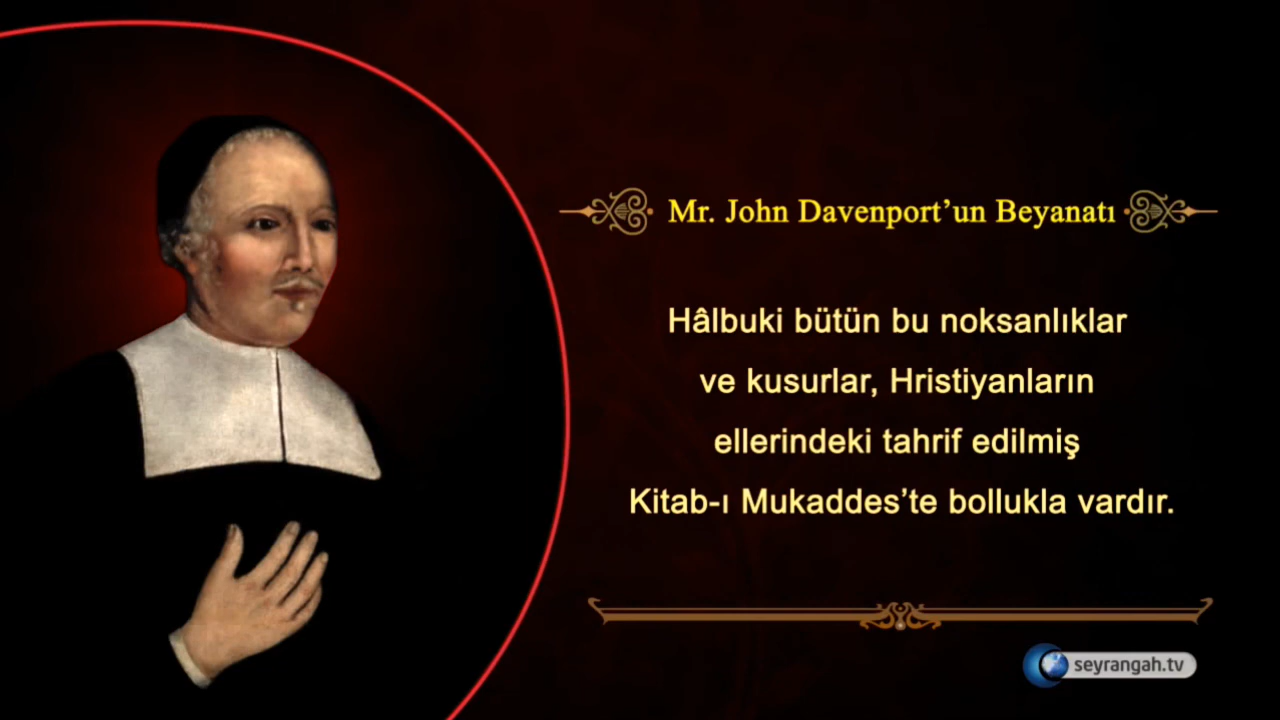 Mr. John Davenport’un Beyanatı
Hâlbuki bütün bu noksanlıklar
ve kusurlar, Hristiyanların
ellerindeki tahrif edilmiş
Kitab-ı Mukaddes’te bollukla vardır.
seyrangah.tv